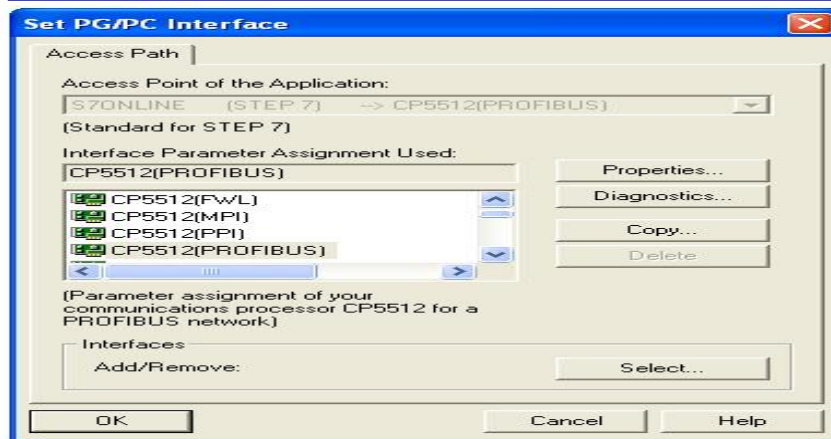 Set PG/PC Interface
Access Path
Access Point of the Application:
S7ONLINE (STEP 7) --> CP5512(PROFIBUS)
(Standard for STEP 7)
Interface Parameter Assignment Used:
CP5512(PROFIBUS)
Properties...
CP5512(FWL)
Diagnostics...
CP5512(MPI)
CP5512(PPI)
Copy...
CP5512(PROFIBUS)
Delete
(Parameter assignment of your
communications processor CP5512 for a
PROFIBUS network)
Interfaces
Add/Remove:
Select...
OK
Cancel
Help